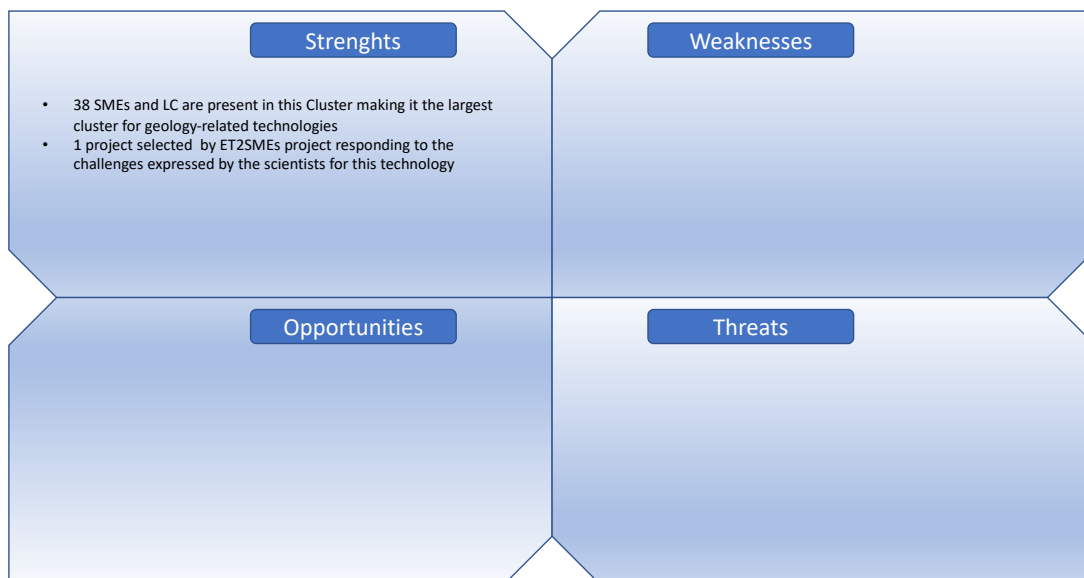 Strenghts
Weaknesses
• 38 SMEs and LC are present in this Cluster making it the largest
cluster for geology-related technologies
• 1 project selected by ET2SMEs project responding to the
challenges expressed by the scientists for this technology
Opportunities
Threats